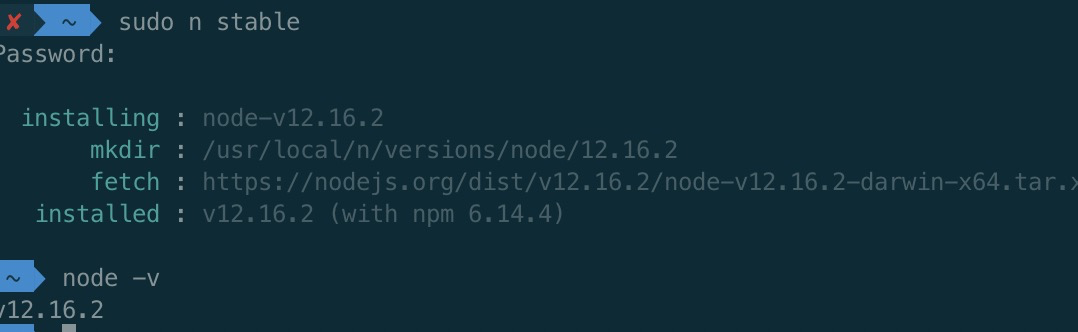 ✘ ~ sudo n stable
Password:
installing : node-v12.16.2
mkdir : /usr/local/n/versions/node/12.16.2
fetch : https://nodejs.org/dist/v12.16.2/node-v12.16.2-darwin-x64.tar.x
installed : v12.16.2 (with npm 6.14.4)
~ node -v
v12.16.2